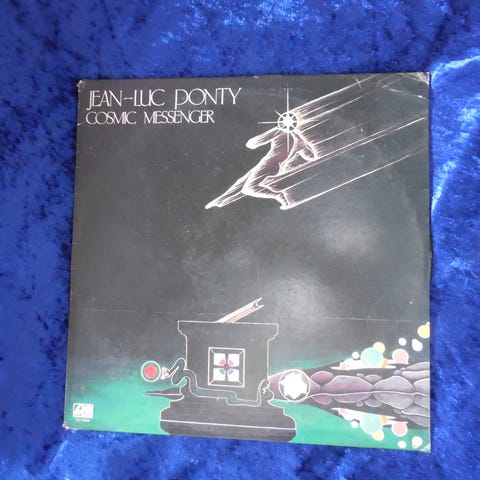 JEAN-LUC PONTY
COSMIC MESSENGER